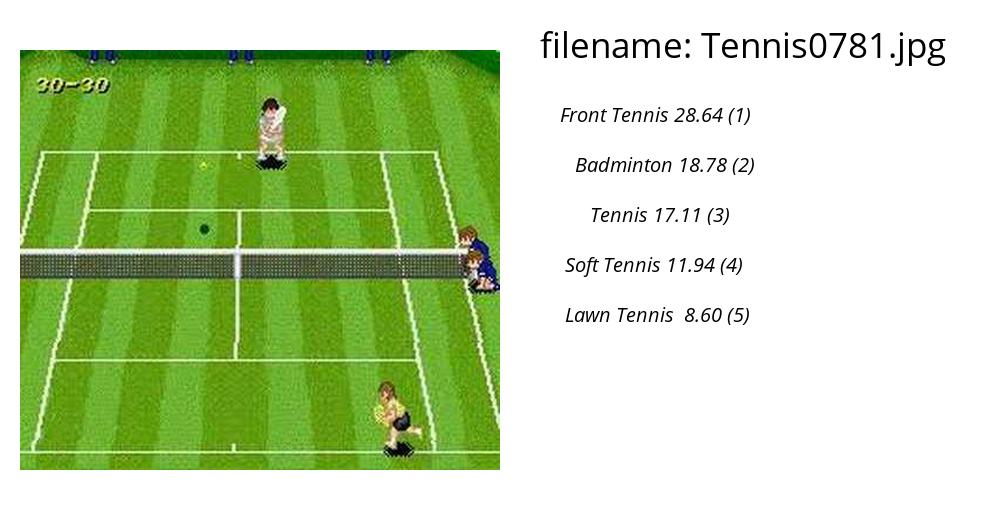 filename: Tennis0781.jpg
30-30
Front Tennis 28.64 (1)
Badminton 18.78 (2)
Tennis 17.11 (3)
Soft Tennis 11.94 (4)
Lawn Tennis  8.60 (5)